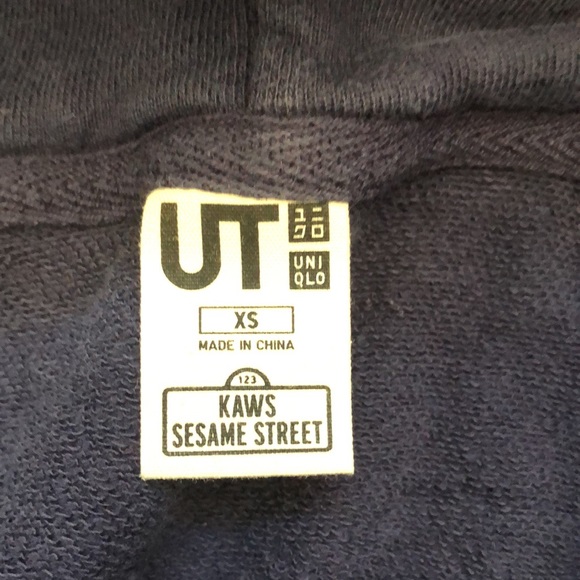 UT
ユニ
クロ
UNI
QLO
XS
MADE IN CHINA
123
KAWS
SESAME STREET